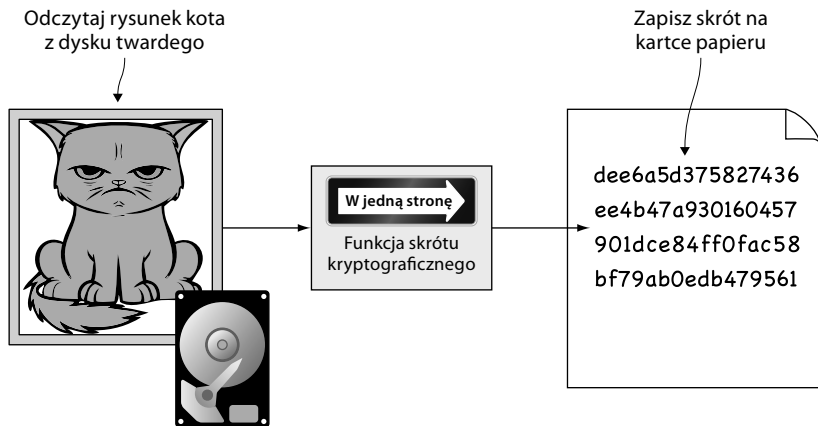 Odczytaj rysunek kota
z dysku twardego
Zapisz skrót na
kartce papieru
W jedną stronę
Funkcja skrótu
kryptograficznego
dee6a5d375827436
ee4b47a930160457
901dce84ff0fac58
bf79ab0edb479561